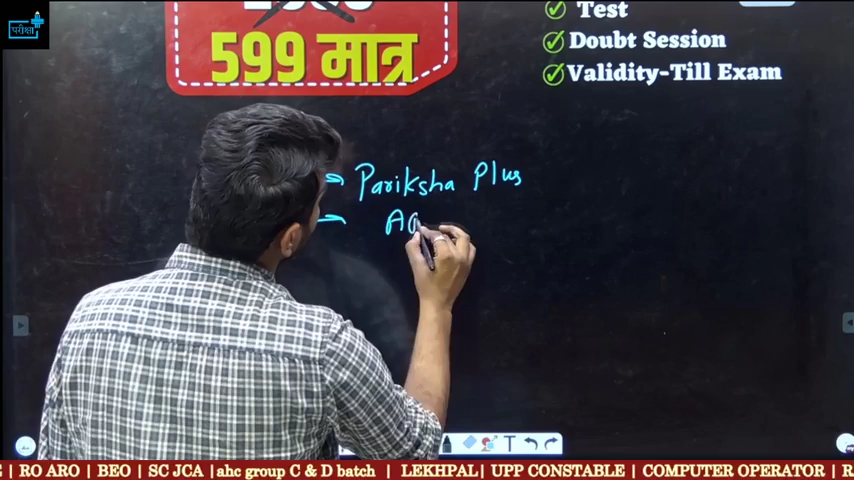 परीक्षा
599 मात्र
Test
Doubt Session
Validity-Till Exam
Pariksha Plus
| RO ARO | BEO | SC JCA |ahc group C & D batch | LEKHPAL| UPP CONSTABLE | COMPUTER OPERATOR |